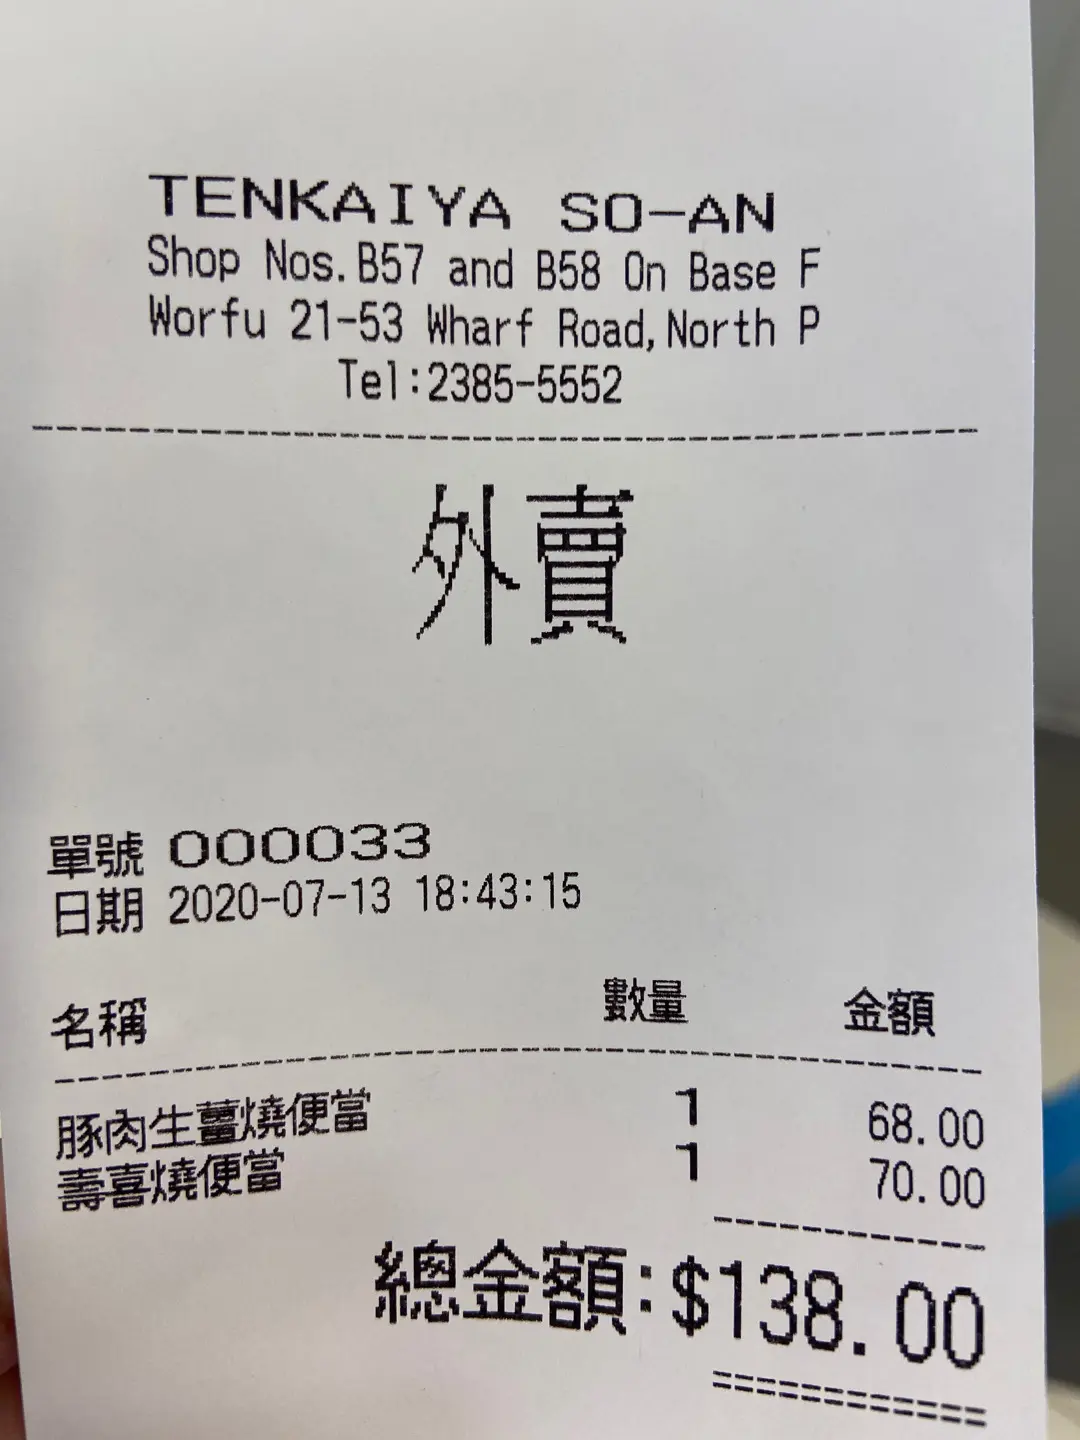 TENKAIYA SO-AN
Shop Nos.B57 and B58 On Base F
Worfu 21-53 Wharf Road,North P
Tel:2385-5552
外賣
單號 000033
日期 2020-07-13 18:43:15
名稱 數量 金額
豚肉生薑燒便當 1 68.00
壽喜燒便當 1 70.00
總金額:$138.00